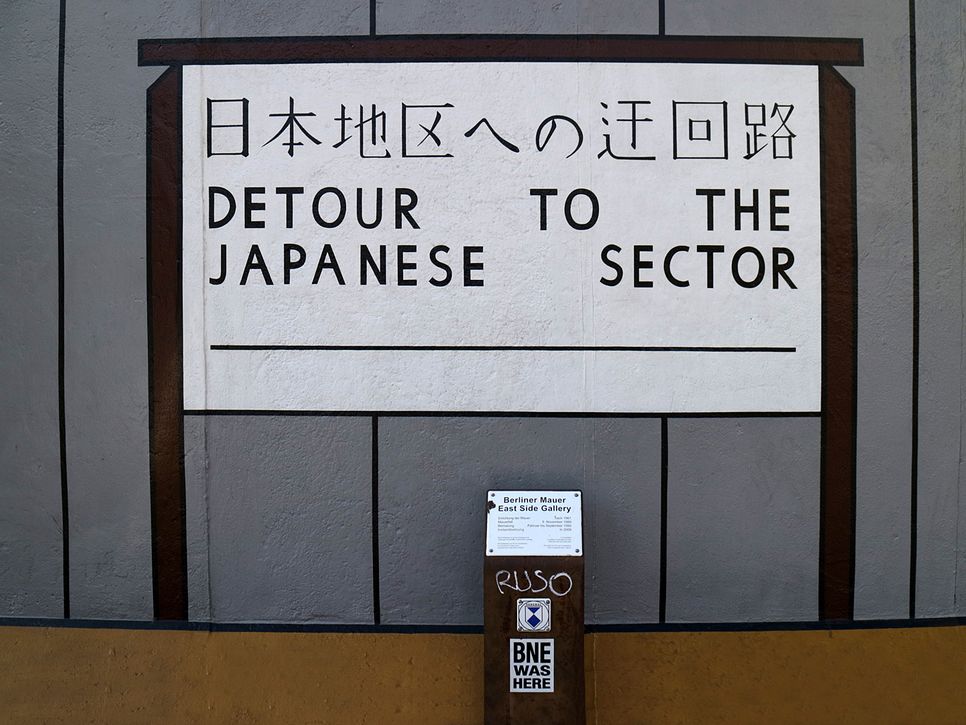 日本地区への迂回路
DETOUR TO THE
JAPANESE SECTOR
Berliner Mauer
East Side Gallery
RUSO
BNE
WAS
HERE